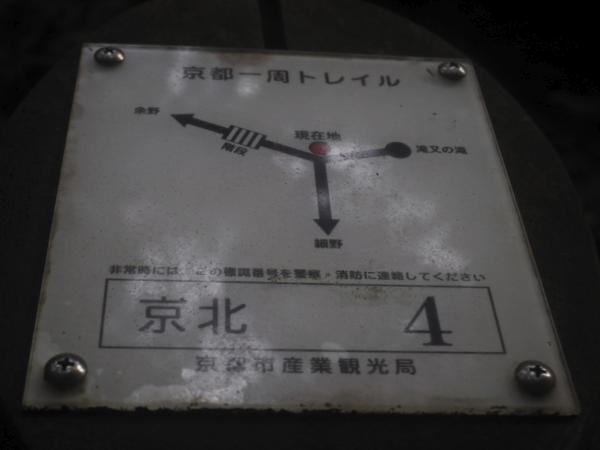 京都一周トレイル
余野
階段
現在地
滝又の滝
細野
非常時には、この標識番号を警察・消防に連絡してください
京北 4
京都市産業観光局